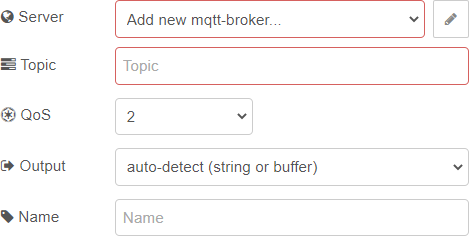 Server Add new mqtt-broker...
Topic Topic
QoS 2
Output auto-detect (string or buffer)
Name Name